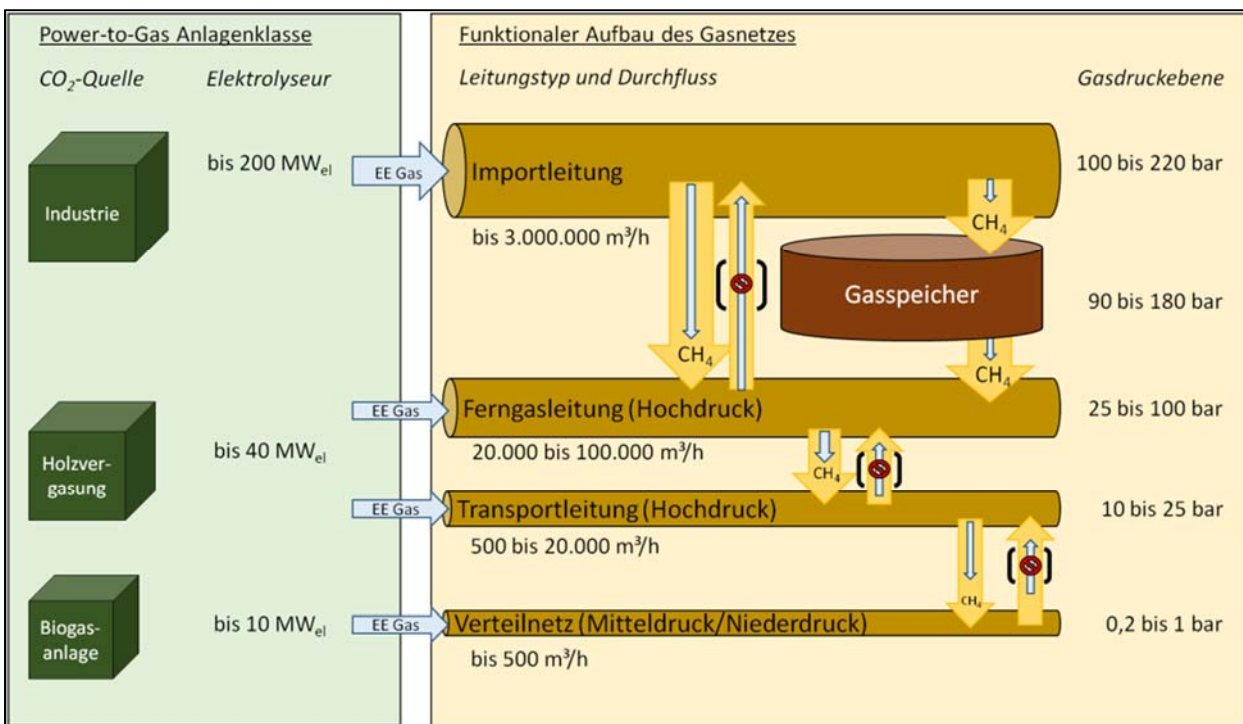 Power-to-Gas Anlagenklasse
CO₂-Quelle
Elektrolyseur
Industrie
bis 200 MWel
Holzver-
gasung
bis 40 MWel
Biogas-
anlage
bis 10 MWel
EE Gas
EE Gas
EE Gas
EE Gas
Funktionaler Aufbau des Gasnetzes
Leitungstyp und Durchfluss
Gasdruckebene
Importleitung
100 bis 220 bar
bis 3.000.000 m³/h
CH₄
Gasspeicher
90 bis 180 bar
CH₄
CH₄
Ferngasleitung (Hochdruck)
25 bis 100 bar
20.000 bis 100.000 m³/h
CH₄
Transportleitung (Hochdruck)
10 bis 25 bar
500 bis 20.000 m³/h
CH₄
Verteilnetz (Mitteldruck/Niederdruck)
0,2 bis 1 bar
bis 500 m³/h